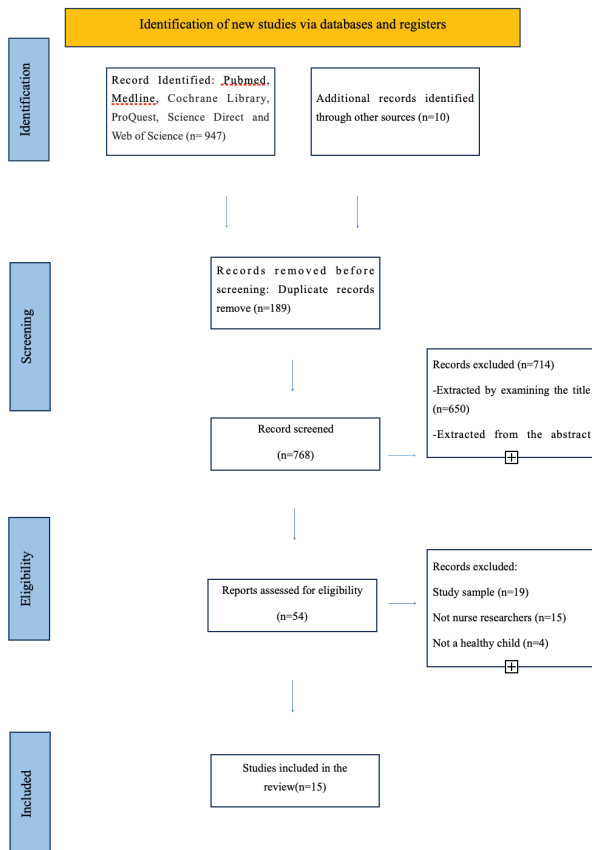 Identification of new studies via databases and registers
Identification
Record Identified: Pubmed,
Medline, Cochrane Library,
ProQuest, Science Direct and
Web of Science (n= 947)
Additional records identified
through other sources (n=10)
Screening
Records removed before
screening: Duplicate records
remove (n=189)
Record screened
(n=768)
Records excluded (n=714)
-Extracted by examining the title
(n=650)
-Extracted from the abstract
Eligibility
Reports assessed for eligibility
(n=54)
Records excluded:
Study sample (n=19)
Not nurse researchers (n=15)
Not a healthy child (n=4)
Included
Studies included in the
review(n=15)